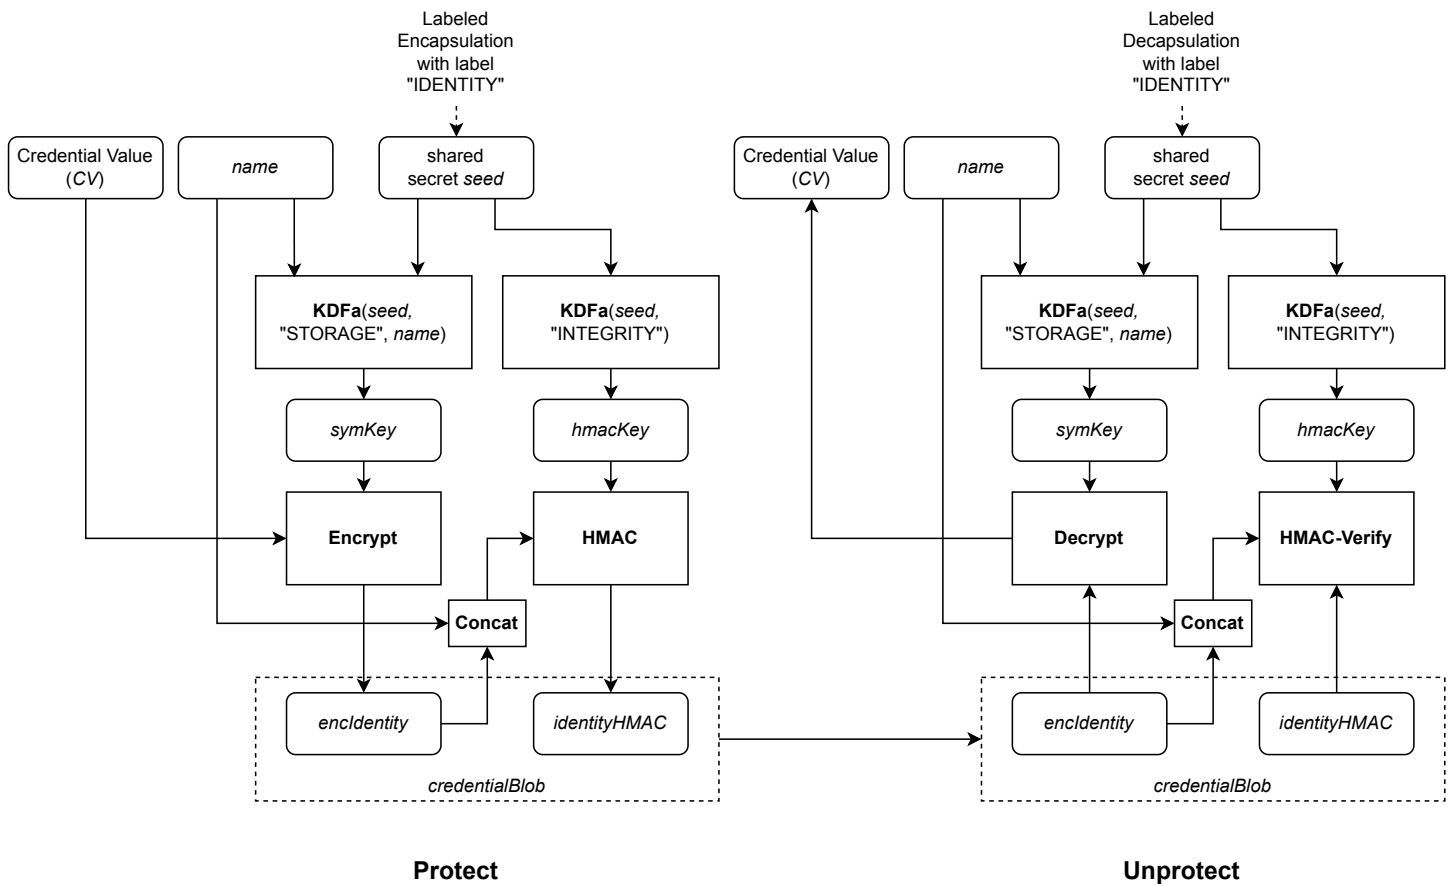 Labeled
Encapsulation
with label
"IDENTITY"
Credential Value
(CV)
name
shared
secret seed
KDFa(seed,
"STORAGE", name)
KDFa(seed,
"INTEGRITY")
symKey
hmacKey
Encrypt
HMAC
Concat
encIdentity
identityHMAC
credentialBlob
Protect
Labeled
Decapsulation
with label
"IDENTITY"
Credential Value
(CV)
name
shared
secret seed
KDFa(seed,
"STORAGE", name)
KDFa(seed,
"INTEGRITY")
symKey
hmacKey
Decrypt
HMAC-Verify
Concat
encIdentity
identityHMAC
credentialBlob
Unprotect